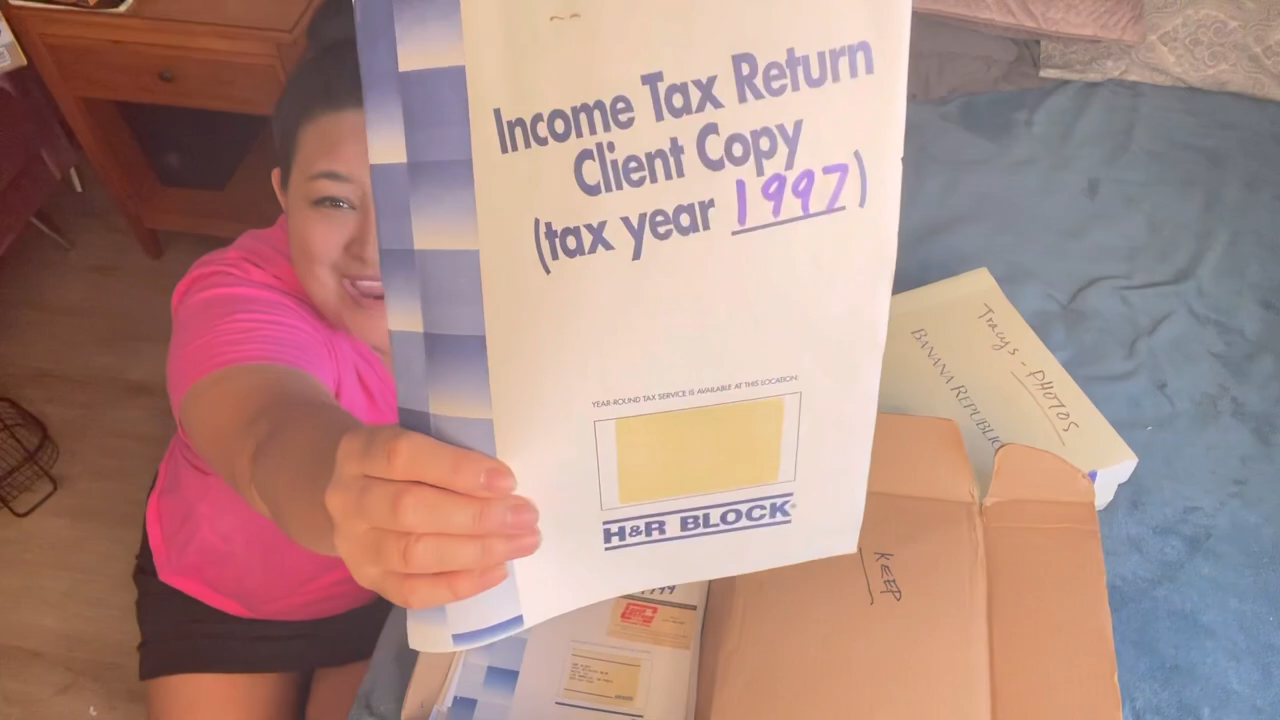 Income Tax Return
Client Copy
(tax year 1997)
YEAR-ROUND TAX SERVICE IS AVAILABLE AT THIS LOCATION:
H&R BLOCK®
Tracy's - PHOTOS
BANANA REPUBLIC
KEEP